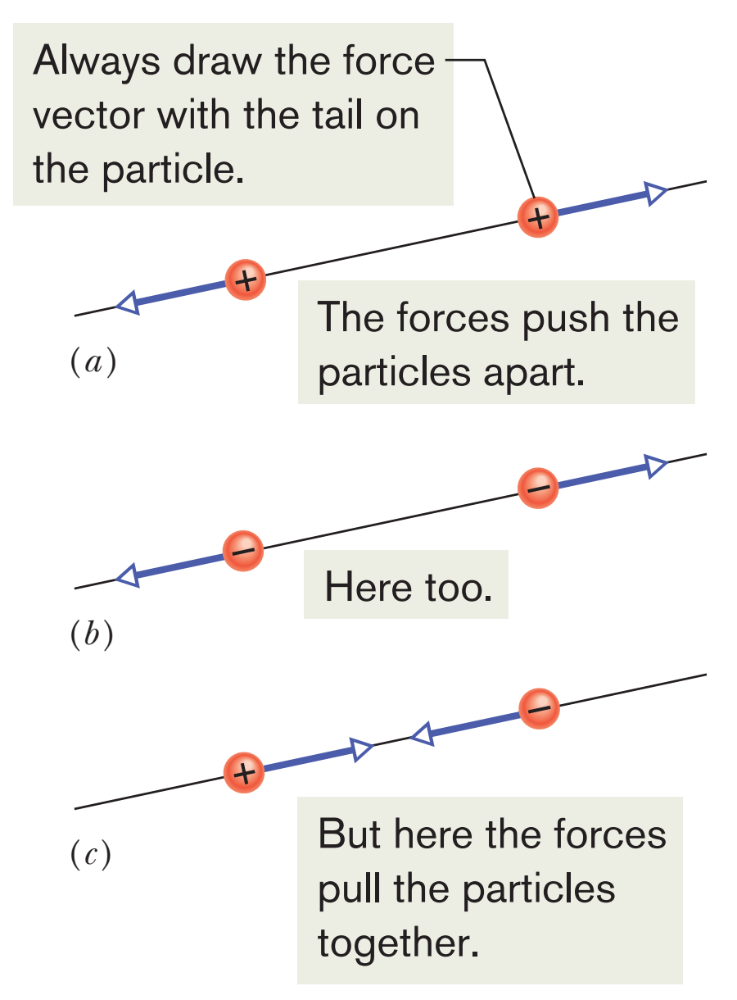 Always draw the force
vector with the tail on
the particle.
+
+
The forces push the
particles apart.
(a)
−
−
Here too.
(b)
−
+
But here the forces
pull the particles
together.
(c)